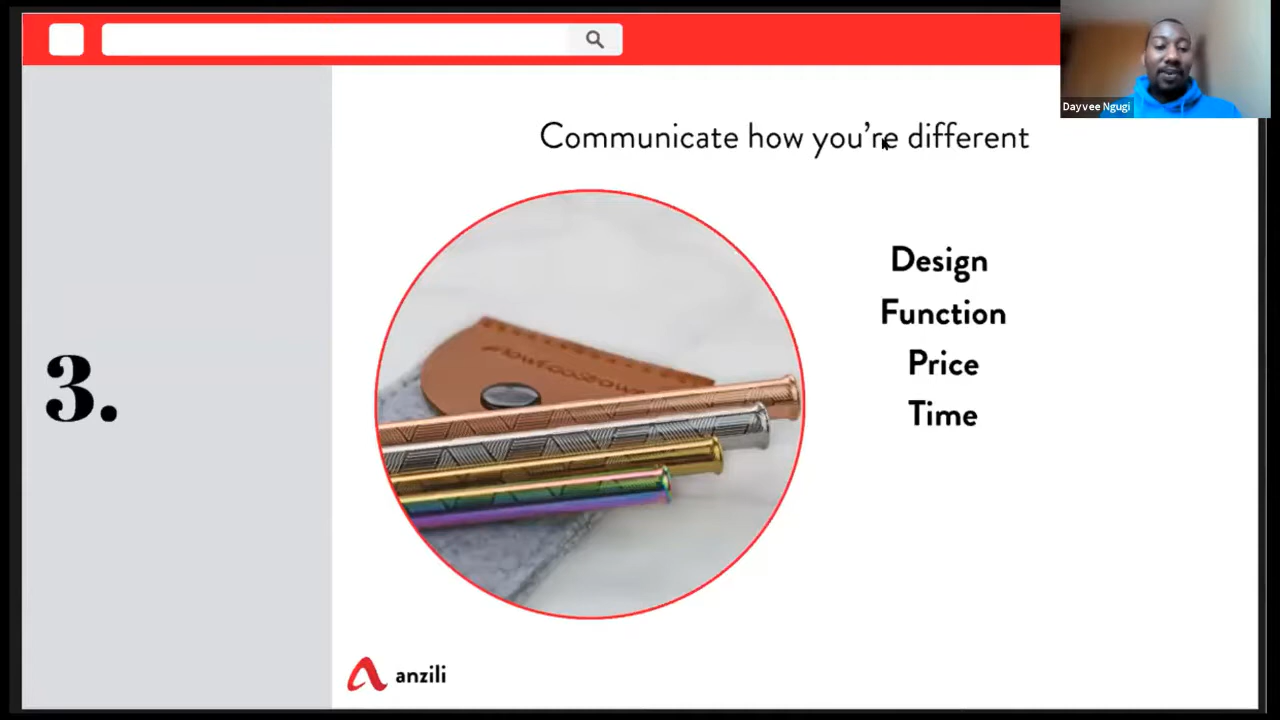 Dayvee Ngugi
Communicate how you're different
Design
Function
Price
Time
3.
anzili